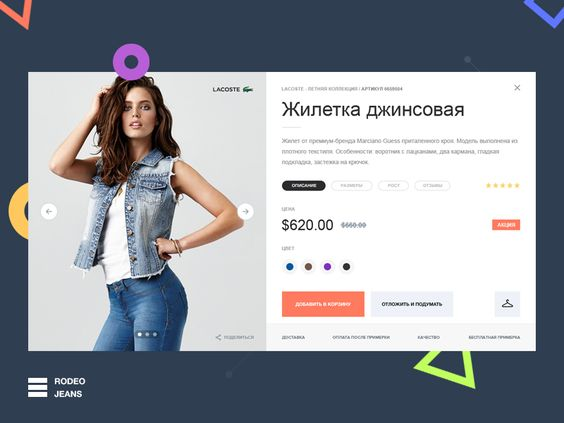 LACOSTE
LACOSTE - ЛЕТНЯЯ КОЛЛЕКЦИЯ / АРТИКУЛ 6659984
Жилетка джинсовая
Жилет от премиум-бренда Marciano Guess приталенного кроя. Модель выполнена из
плотного текстиля. Особенности: воротник с лацканами, два кармана, гладкая
подкладка, застежка на крючок.
ОПИСАНИЕ
РАЗМЕРЫ
РОСТ
ОТЗЫВЫ
ЦЕНА
$620.00 $660.00
АКЦИЯ
ЦВЕТ
ДОБАВИТЬ В КОРЗИНУ
ОТЛОЖИТЬ И ПОДУМАТЬ
ПОДЕЛИТЬСЯ
ДОСТАВКА
ОПЛАТА ПОСЛЕ ПРИМЕРКИ
КАЧЕСТВО
БЕСПЛАТНАЯ ПРИМЕРКА
RODEO
JEANS